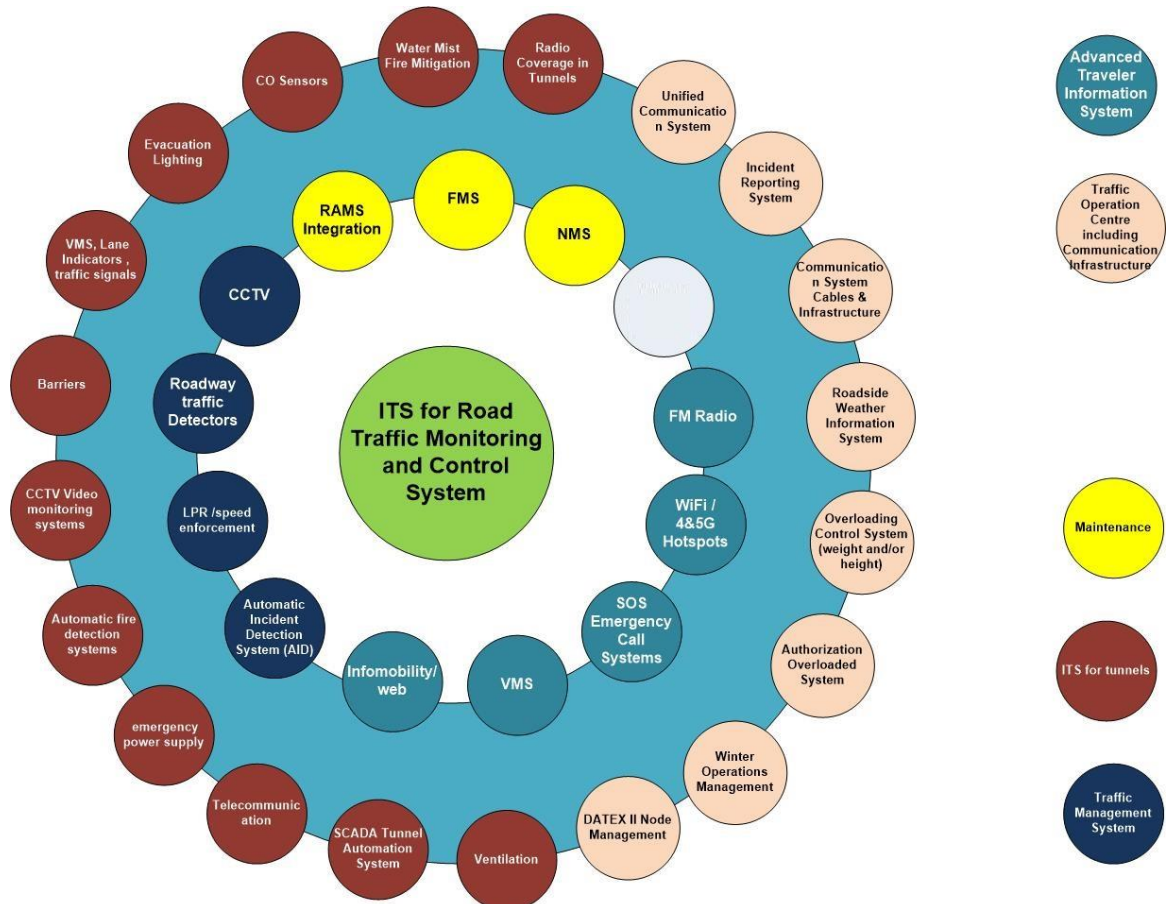 Water Mist
Fire Mitigation
Radio
Coverage in
Tunnels
CO Sensors
Unified
Communicatio
n System
Evacuation
Lighting
Incident
Reporting
System
VMS, Lane
Indicators ,
traffic signals
Communicatio
n System
Cables &
Infrastructure
Barriers
Roadside
Weather
Information
System
CCTV Video
monitoring
systems
Overloading
Control System
(weight and/or
height)
Automatic fire
detection
systems
Authorization
Overloaded
System
emergency
power supply
Winter
Operations
Management
Telecommunic
ation
SCADA Tunnel
Automation
System
Ventilation
DATEX II Node
Management
RAMS
Integration
FMS
NMS
CCTV
Roadway
traffic
Detectors
FM Radio
LPR /speed
enforcement
WiFi /
4&5G
Hotspots
Automatic
Incident
Detection
System (AID)
SOS
Emergency
Call
Systems
Infomobility/
web
VMS
ITS for Road
Traffic Monitoring
and Control
System
Advanced
Traveler
Information
System
Traffic
Operation
Centre
including
Communication
Infrastructure
Maintenance
ITS for tunnels
Traffic
Management
System